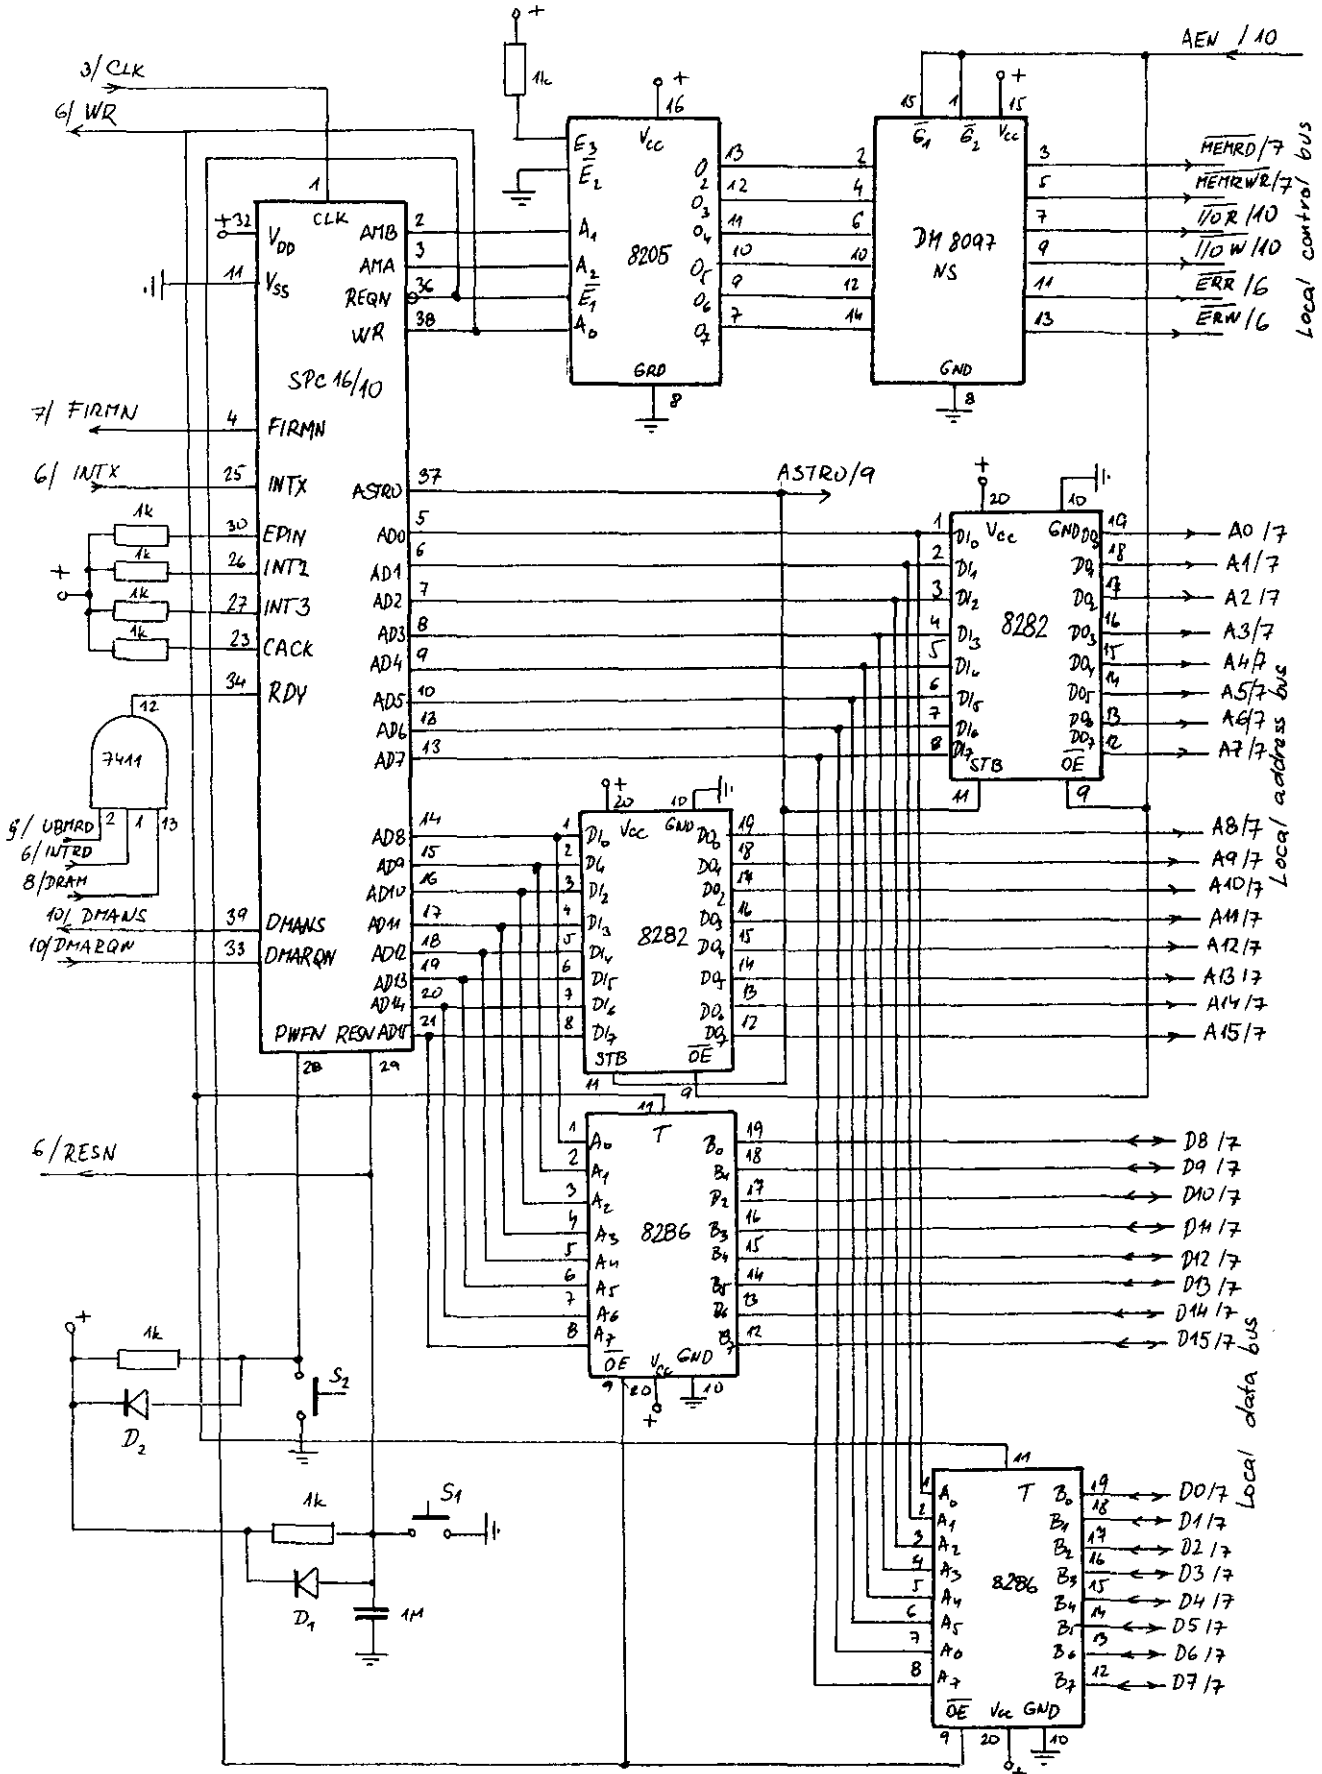 +
1k
AEN / 10
3/ CLK
6/ WR
+
16
Vcc
15
1
+
15
G1
G2
Vcc
E3
E2
A1
A2
E1
A0
8205
GRD
8
O2 13
O3 12
O4 11
O5 10
O6 9
O7 7
2
4
6
10
12
14
DM 8097
NS
GND
8
3 MEMRD/7
5 MEMRWR/7
7 I/OR/10
9 I/OW/10
11 ERR/6
13 ERW/6
Local control bus
1
CLK
+ 32 VDD
11 VSS
AMB 2
AMA 3
REQN 36
WR 38
SPC 16/10
7/ FIRMN 4 FIRMN
6/ INTX 25 INTX
1k 30 EPIN
1k 26 INT2
1k 27 INT3
1k 23 CACK
+
34 RDY
12
7411
2 1 13
9/ UBMRD
6/INTRD
8/DRAM
10/ DMANS 39 DMANS
10/DMARQN 33 DMARQN
ASTRO 37
ASTRO/9
AD0 5
AD1 6
AD2 7
AD3 8
AD4 9
AD5 10
AD6 12
AD7 13
AD8 14
AD9 15
AD10 16
AD11 17
AD12 18
AD13 19
AD14 20
AD15 21
PWFN RESN
28 29
+
20 10
Vcc GND
1 DI0
2 DI1
3 DI2
4 DI3
5 DI4
6 DI5
7 DI6
8 DI7
8282
STB OE
11 9
DO0 19 A0/7
DO1 18 A1/7
DO2 17 A2/7
DO3 16 A3/7
DO4 15 A4/7
DO5 14 A5/7
DO6 13 A6/7
DO7 12 A7/7
Local address bus
+
20 10
Vcc GND
1 DI0
2 DI1
3 DI2
4 DI3
5 DI4
6 DI5
7 DI6
8 DI7
8282
STB OE
11 9
DO0 19 A8/7
DO1 18 A9/7
DO2 17 A10/7
DO3 16 A11/7
DO4 15 A12/7
DO5 14 A13/7
DO6 13 A14/7
DO7 12 A15/7
6/RESN
11
T
1 A0
2 A1
3 A2
4 A3
5 A4
6 A5
7 A6
8 A7
8286
OE Vcc GND
9 20 10
+
B0 19 D8/7
B1 18 D9/7
B2 17 D10/7
B3 16 D11/7
B4 15 D12/7
B5 14 D13/7
B6 13 D14/7
B7 12 D15/7
Local data bus
+
1k
D2
S2
1k
S1
D1
1M
11
T
1 A0
2 A1
3 A2
4 A3
5 A4
6 A5
7 A6
8 A7
8286
OE Vcc GND
9 20 10
+
B0 19 D0/7
B1 18 D1/7
B2 17 D2/7
B3 16 D3/7
B4 15 D4/7
B5 14 D5/7
B6 13 D6/7
B7 12 D7/7